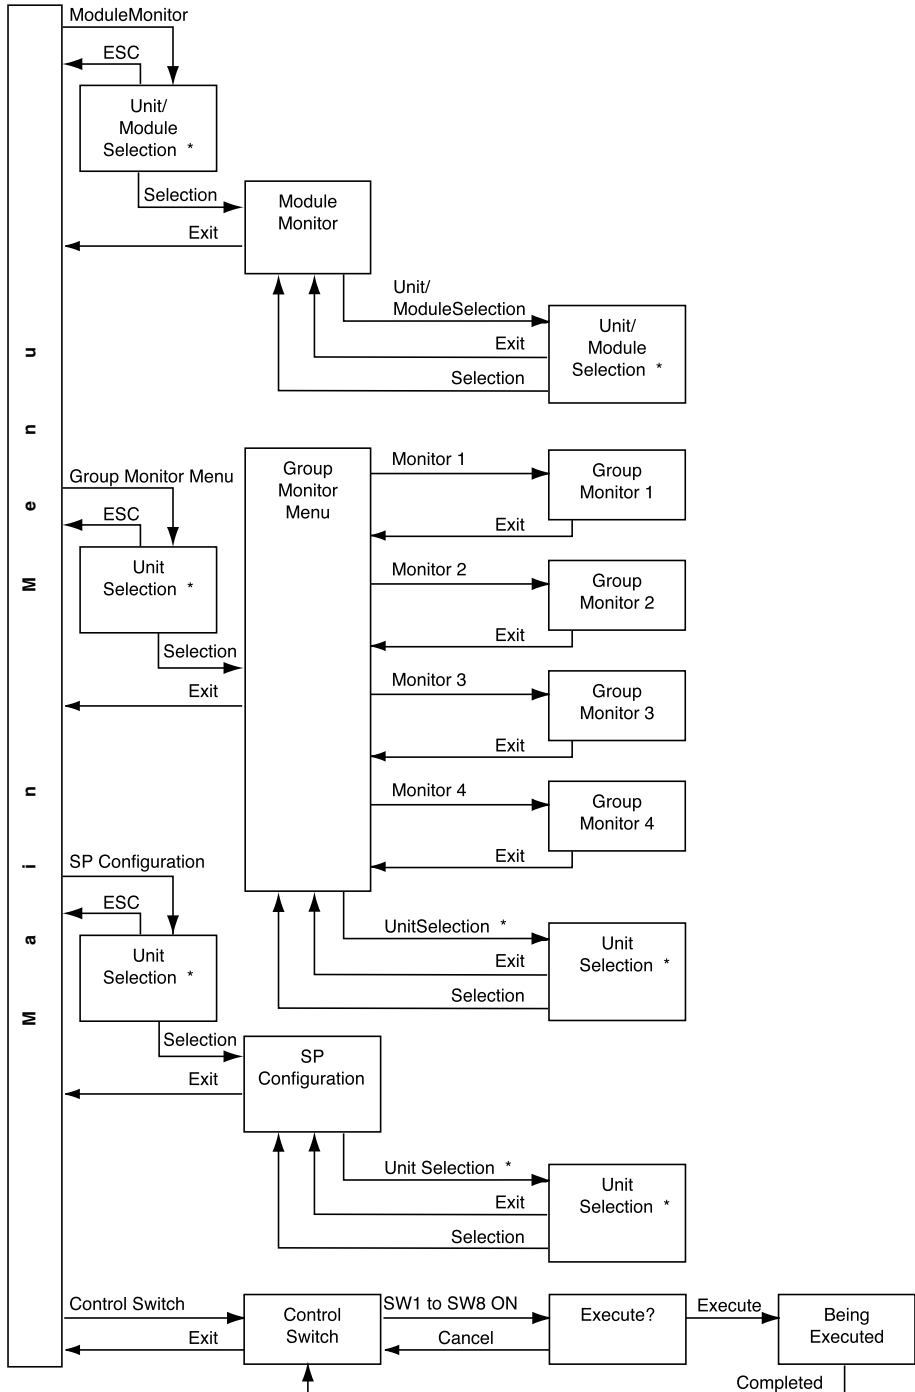 Main Menu
ModuleMonitor
ESC
Unit/
Module
Selection *
Selection
Exit
Module
Monitor
Unit/
ModuleSelection
Exit
Selection
Unit/
Module
Selection *
Group Monitor Menu
ESC
Unit
Selection *
Selection
Exit
Group
Monitor
Menu
Monitor 1
Exit
Group
Monitor 1
Monitor 2
Exit
Group
Monitor 2
Monitor 3
Exit
Group
Monitor 3
Monitor 4
Exit
Group
Monitor 4
UnitSelection *
Exit
Selection
Unit
Selection *
SP Configuration
ESC
Unit
Selection *
Selection
Exit
SP
Configuration
Unit Selection *
Exit
Selection
Unit
Selection *
Control Switch
Exit
Control
Switch
SW1 to SW8 ON
Cancel
Execute?
Execute
Being
Executed
Completed